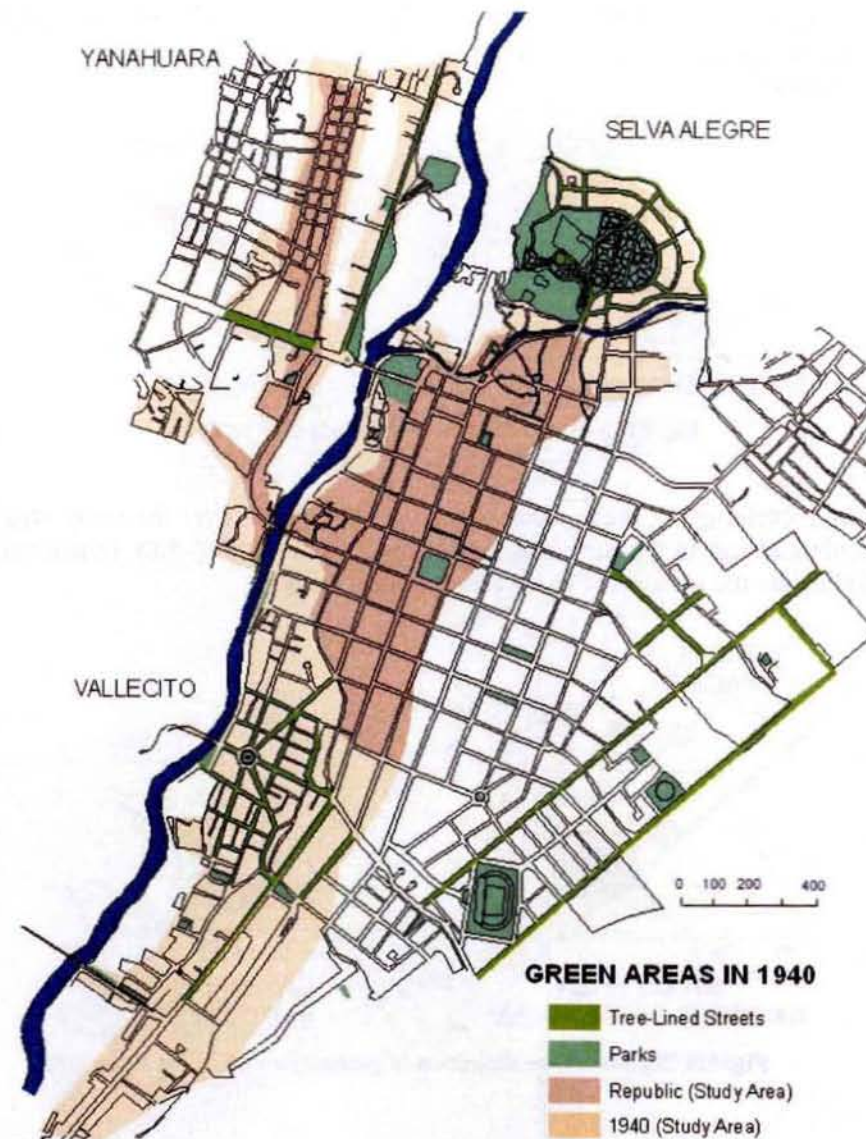 YANAHUARA
SELVA ALEGRE
VALLECITO
0 100 200 400
GREEN AREAS IN 1940
Tree-Lined Streets
Parks
Republic (Study Area)
1940 (Study Area)